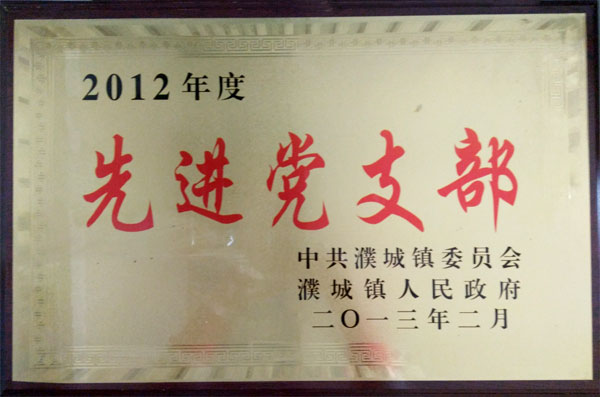 2012年度
先进党支部
中共濮城镇委员会
濮城镇人民政府
二〇一三年二月